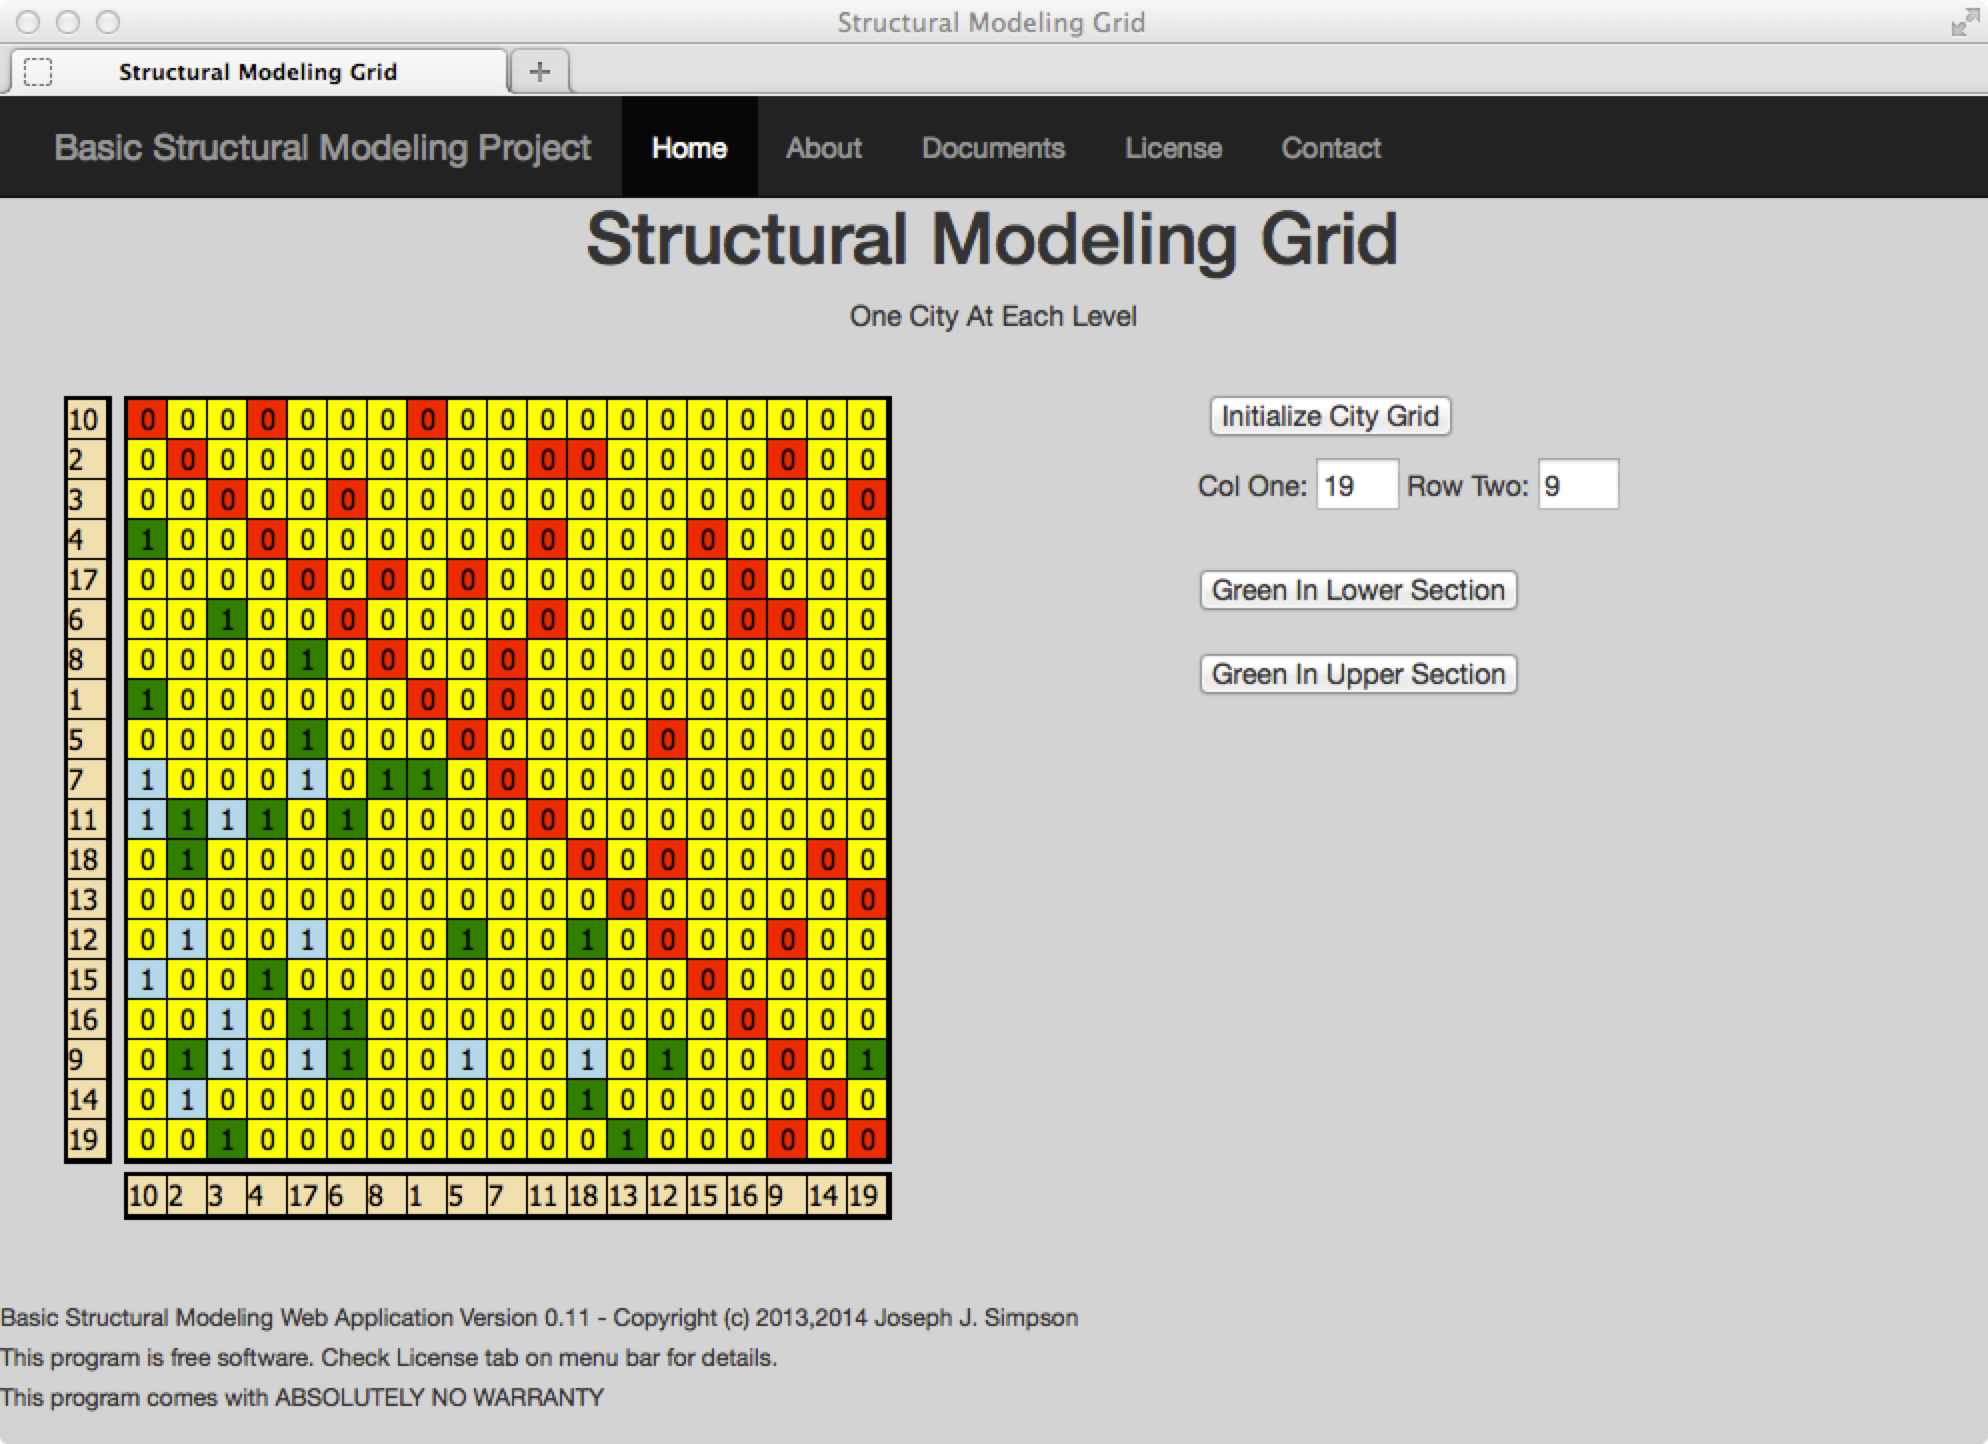 Structural Modeling Grid
Structural Modeling Grid
Basic Structural Modeling Project Home About Documents License Contact
Structural Modeling Grid
One City At Each Level
10 0 0 0 0 0 0 0 0 0 0 0 0 0 0 0 0 0 0 0
Initialize City Grid
2 0 0 0 0 0 0 0 0 0 0 0 0 0 0 0 0 0 0 0
3 0 0 0 0 0 0 0 0 0 0 0 0 0 0 0 0 0 0 0
Col One: 19 Row Two: 9
4 1 0 0 0 0 0 0 0 0 0 0 0 0 0 0 0 0 0 0
17 0 0 0 0 0 0 0 0 0 0 0 0 0 0 0 0 0 0 0
Green In Lower Section
6 0 0 1 0 0 0 0 0 0 0 0 0 0 0 0 0 0 0 0
8 0 0 0 0 1 0 0 0 0 0 0 0 0 0 0 0 0 0 0
Green In Upper Section
1 1 0 0 0 0 0 0 0 0 0 0 0 0 0 0 0 0 0 0
5 0 0 0 0 1 0 0 0 0 0 0 0 0 0 0 0 0 0 0
7 1 0 0 0 1 0 1 1 0 0 0 0 0 0 0 0 0 0 0
11 1 1 1 1 0 1 0 0 0 0 0 0 0 0 0 0 0 0 0
18 0 1 0 0 0 0 0 0 0 0 0 0 0 0 0 0 0 0 0
13 0 0 0 0 0 0 0 0 0 0 0 0 0 0 0 0 0 0 0
12 0 1 0 0 1 0 0 0 1 0 0 1 0 0 0 0 0 0 0
15 1 0 0 1 0 0 0 0 0 0 0 0 0 0 0 0 0 0 0
16 0 0 1 0 1 1 0 0 0 0 0 0 0 0 0 0 0 0 0
9 0 1 1 0 1 1 0 0 1 0 0 1 0 1 0 0 0 0 1
14 0 1 0 0 0 0 0 0 0 0 0 1 0 0 0 0 0 0 0
19 0 0 1 0 0 0 0 0 0 0 0 0 1 0 0 0 0 0 0
10 2 3 4 17 6 8 1 5 7 11 18 13 12 15 16 9 14 19
Basic Structural Modeling Web Application Version 0.11 - Copyright (c) 2013,2014 Joseph J. Simpson
This program is free software. Check License tab on menu bar for details.
This program comes with ABSOLUTELY NO WARRANTY